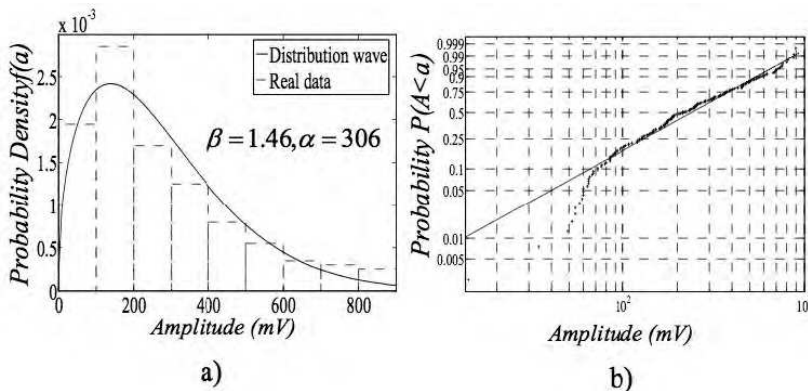 x 10⁻³
Distribution wave
Real data
β=1.46,α=306
2.5
2
1.5
1
0.5
0
0 200 400 600 800
Probability Densityf(a)
Amplitude (mV)
a)
0.999
0.99
0.95
0.9
0.75
0.5
0.25
0.1
0.05
0.01
0.005
10²
10
Probability P(A<a)
Amplitude (mV)
b)